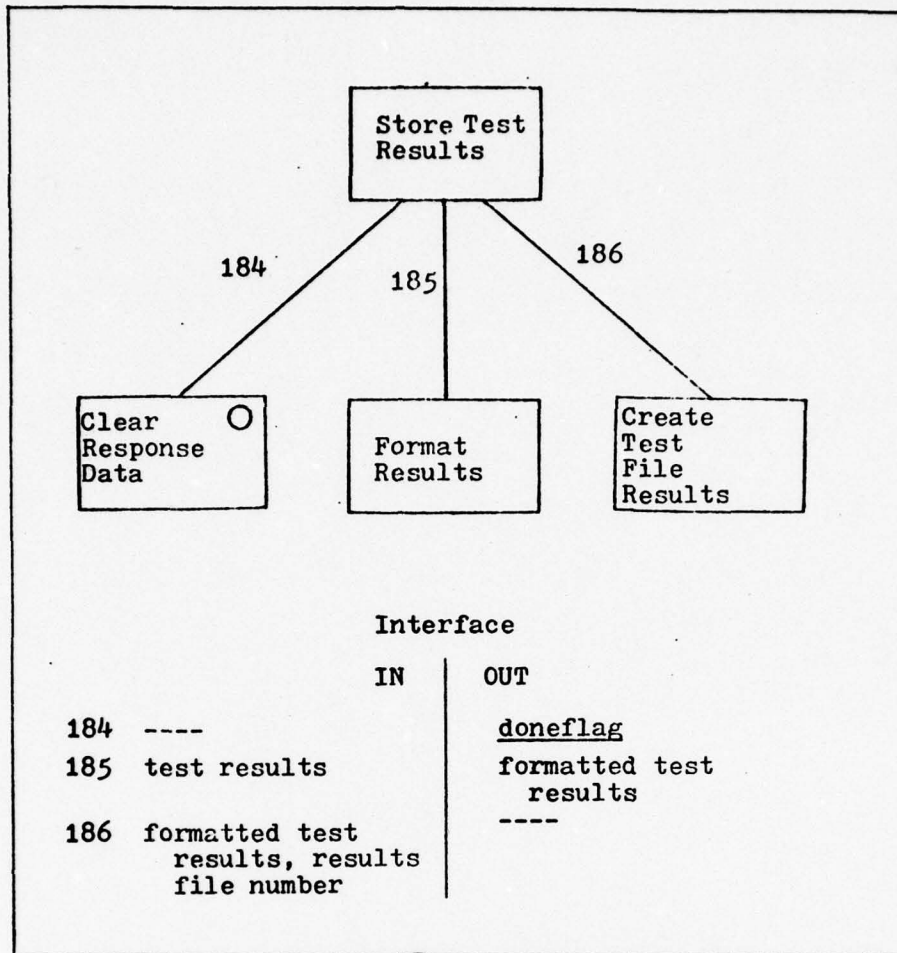 Store Test
Results
184
185
186
Clear
Response
Data
Format
Results
Create
Test
File
Results
Interface
IN OUT
184 ---- doneflag
185 test results formatted test
results
----
186 formatted test
results, results
file number